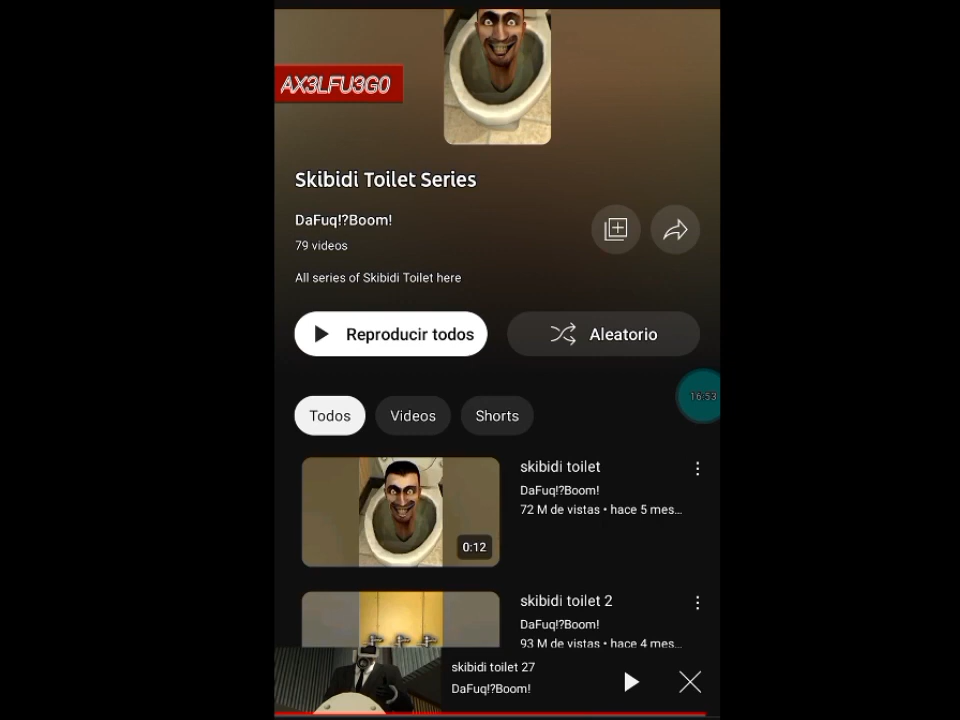 AX3LFU3G0
Skibidi Toilet Series
DaFuq!?Boom!
79 videos
All series of Skibidi Toilet here
Reproducir todos
Aleatorio
16:53
Todos
Videos
Shorts
skibidi toilet
DaFuq!?Boom!
72 M de vistas • hace 5 mes...
0:12
skibidi toilet 2
DaFuq!?Boom!
93 M de vistas • hace 4 mes...
skibidi toilet 27
DaFuq!?Boom!